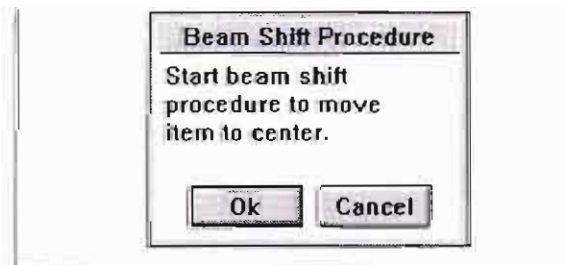 Beam Shift Procedure
Start beam shift
procedure to move
item to center.
Ok
Cancel